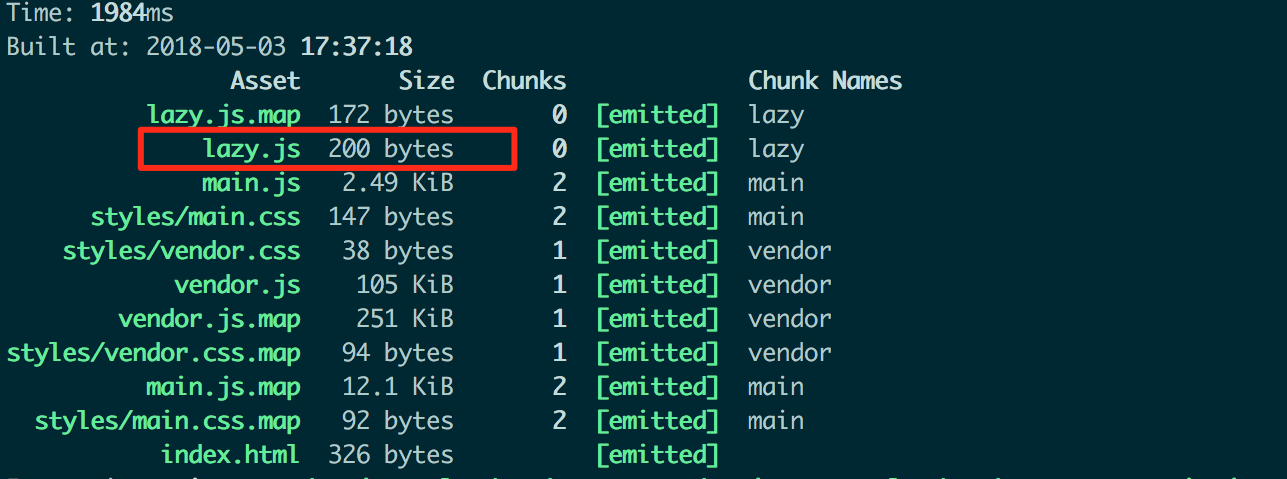 Time: 1984ms
Built at: 2018-05-03 17:37:18
Asset Size Chunks Chunk Names
lazy.js.map 172 bytes 0 [emitted] lazy
lazy.js 200 bytes 0 [emitted] lazy
main.js 2.49 KiB 2 [emitted] main
styles/main.css 147 bytes 2 [emitted] main
styles/vendor.css 38 bytes 1 [emitted] vendor
vendor.js 105 KiB 1 [emitted] vendor
vendor.js.map 251 KiB 1 [emitted] vendor
styles/vendor.css.map 94 bytes 1 [emitted] vendor
main.js.map 12.1 KiB 2 [emitted] main
styles/main.css.map 92 bytes 2 [emitted] main
index.html 326 bytes [emitted]